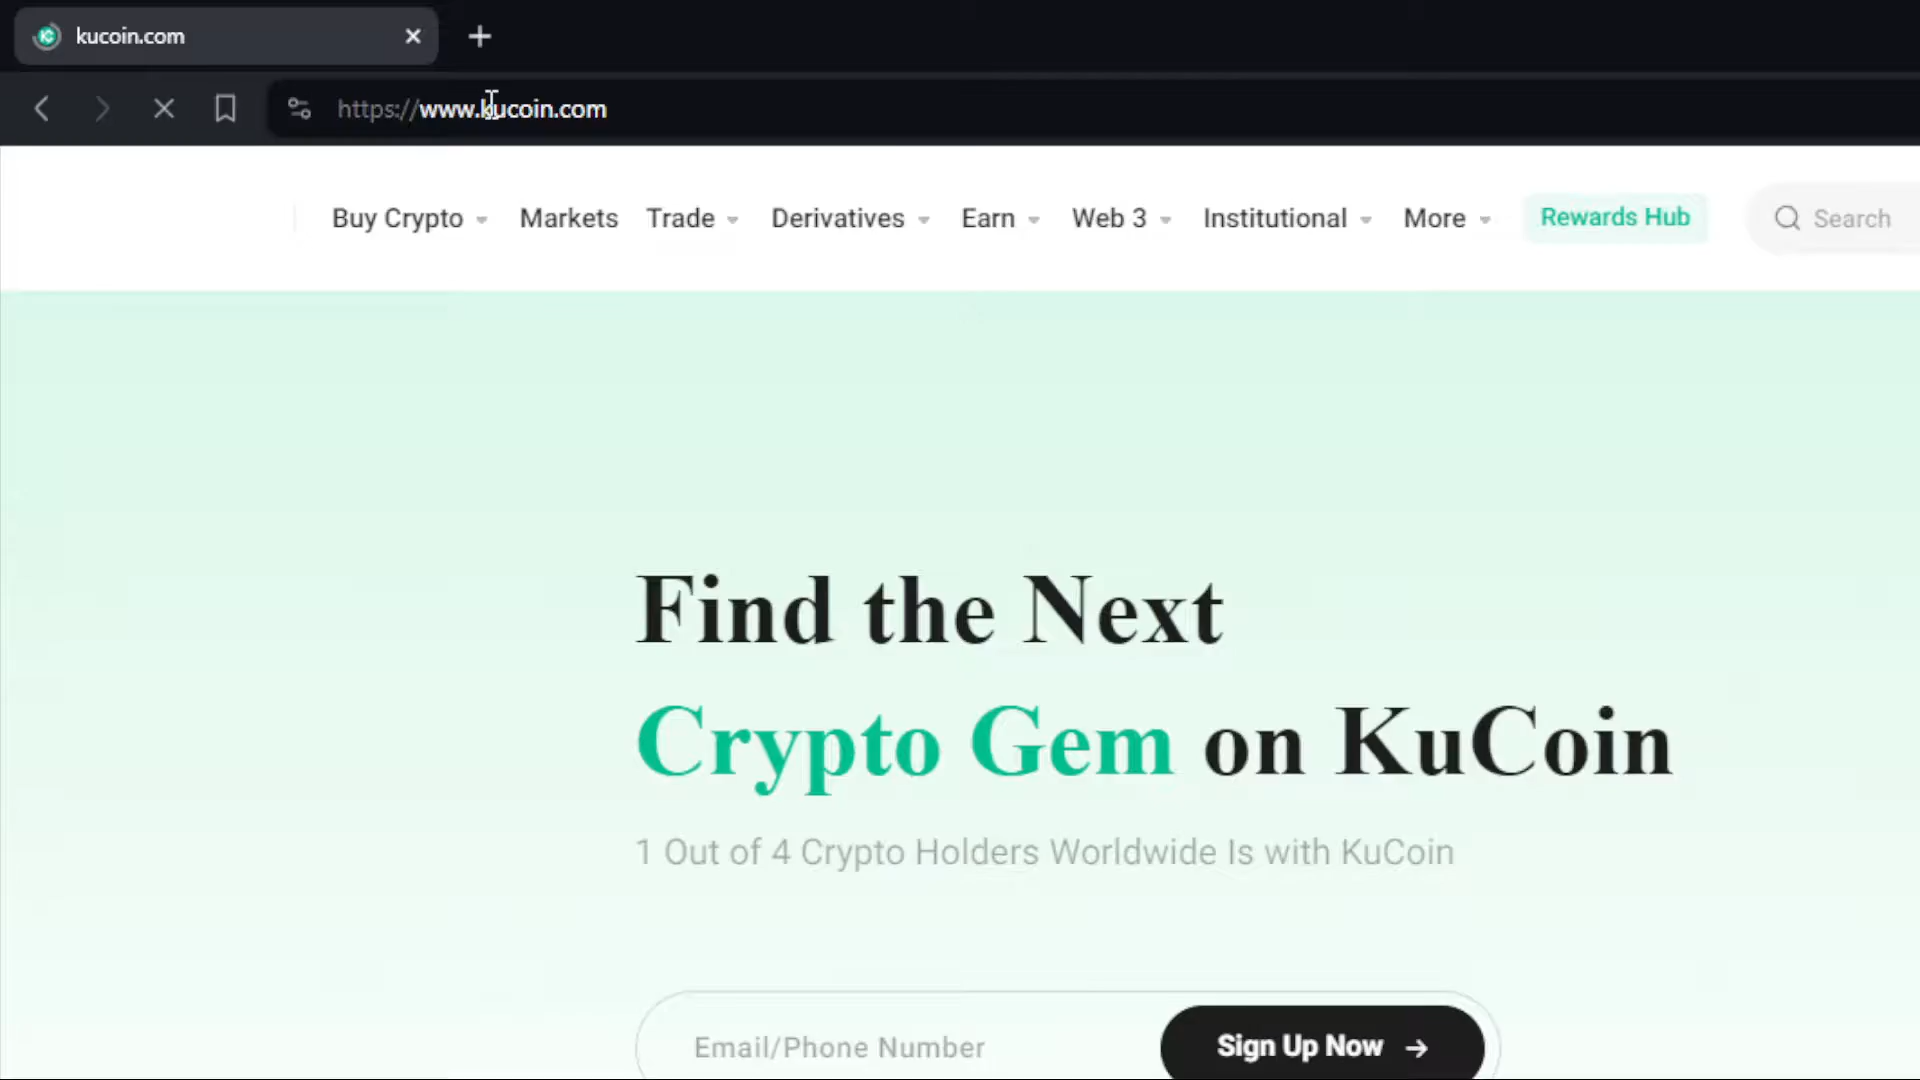 kucoin.com
https://www.kucoin.com
Buy Crypto Markets Trade Derivatives Earn Web 3 Institutional More Rewards Hub Search
Find the Next
Crypto Gem on KuCoin
1 Out of 4 Crypto Holders Worldwide Is with KuCoin
Email/Phone Number Sign Up Now